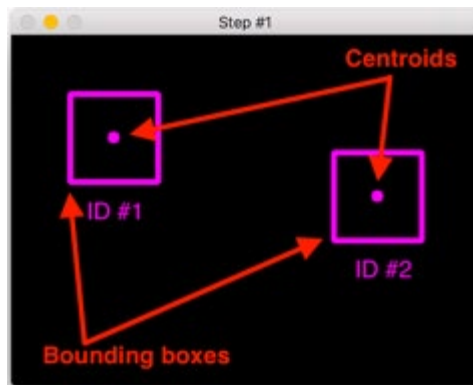 Step #1
Centroids
ID #1
ID #2
Bounding boxes